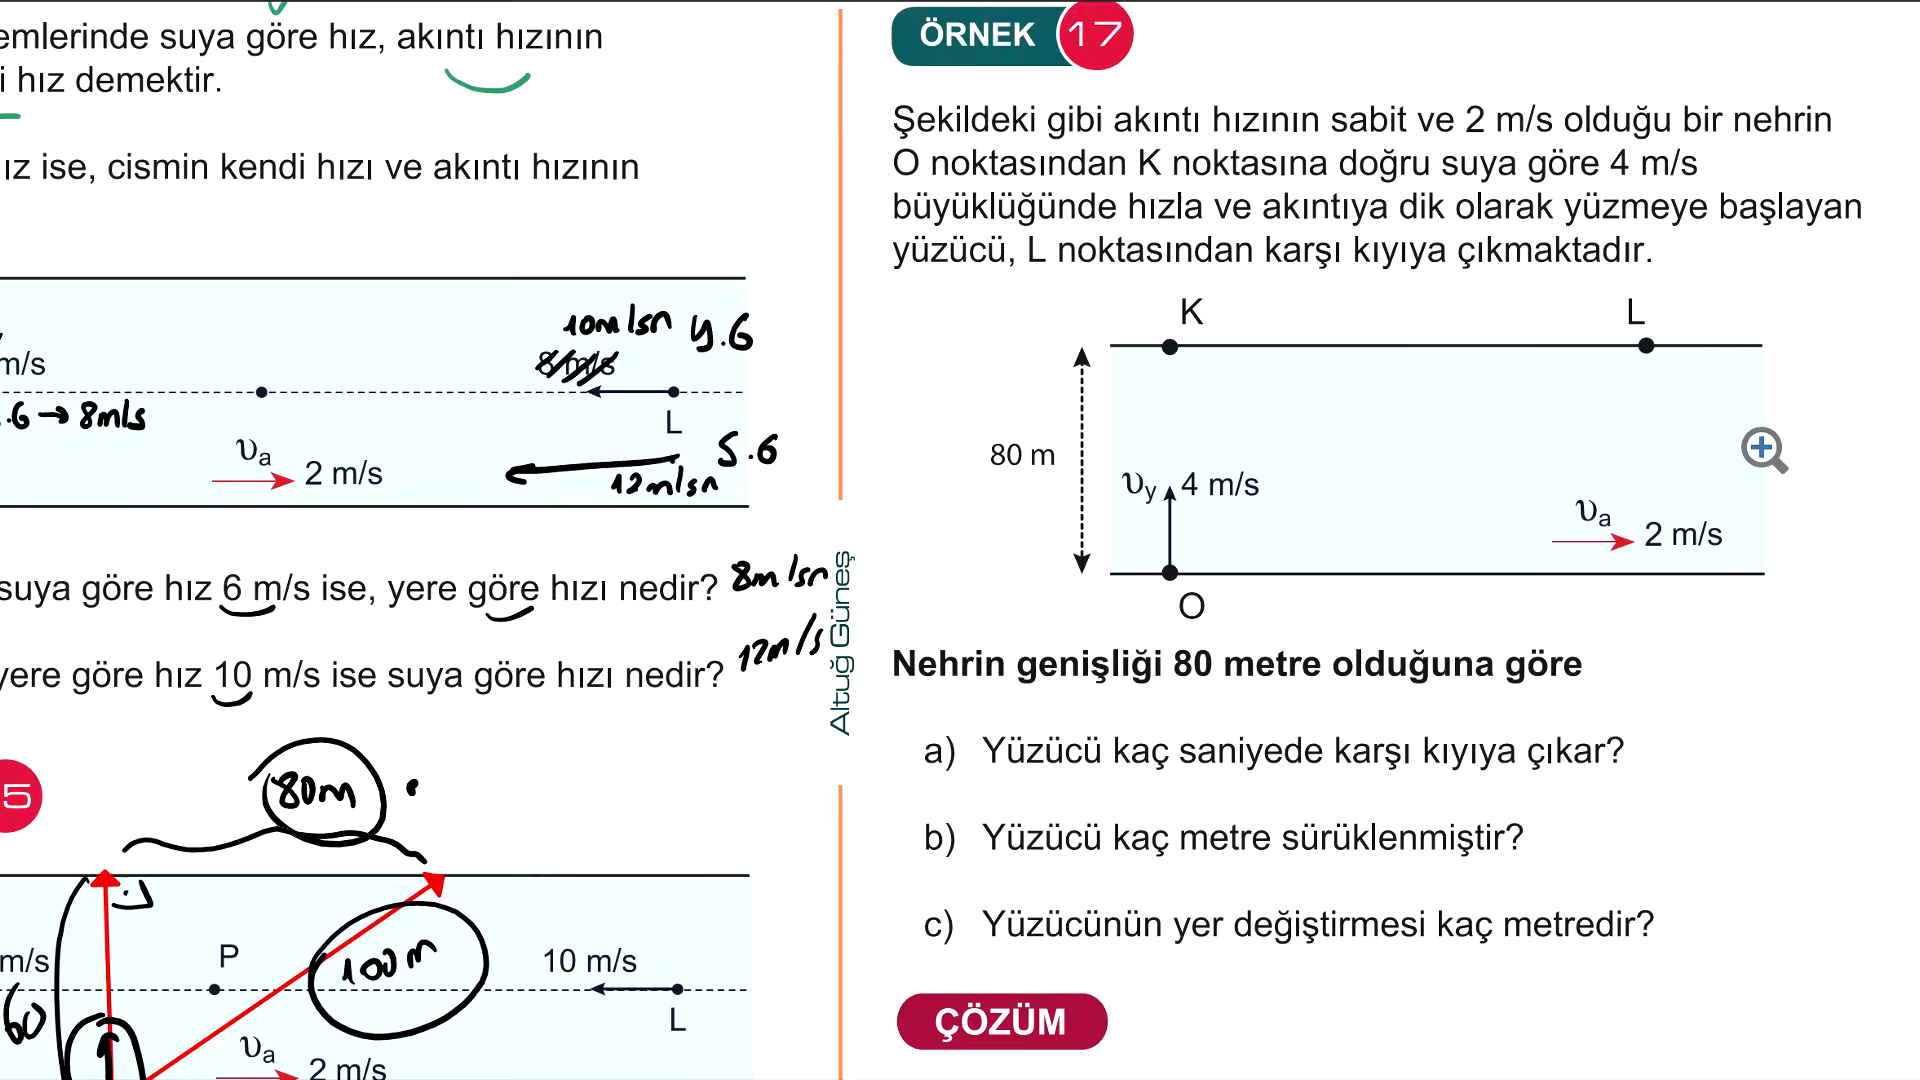 emlerinde suya göre hız, akıntı hızının
i hız demektir.
ız ise, cismin kendi hızı ve akıntı hızının
10m/sn y.G
m/s
8 m/s
.G → 8m/s
L
S.G
υa
2 m/s
12m/sn
suya göre hız 6 m/s ise, yere göre hızı nedir? 8m/sn
yere göre hız 10 m/s ise suya göre hızı nedir? 12m/s
5
80m
m/s
P
100m
10 m/s
60
L
υa
2 m/s
Altuğ Güneş
ÖRNEK 17
Şekildeki gibi akıntı hızının sabit ve 2 m/s olduğu bir nehrin
O noktasından K noktasına doğru suya göre 4 m/s
büyüklüğünde hızla ve akıntıya dik olarak yüzmeye başlayan
yüzücü, L noktasından karşı kıyıya çıkmaktadır.
K L
80 m
υy 4 m/s
υa
2 m/s
O
Nehrin genişliği 80 metre olduğuna göre
a) Yüzücü kaç saniyede karşı kıyıya çıkar?
b) Yüzücü kaç metre sürüklenmiştir?
c) Yüzücünün yer değiştirmesi kaç metredir?
ÇÖZÜM